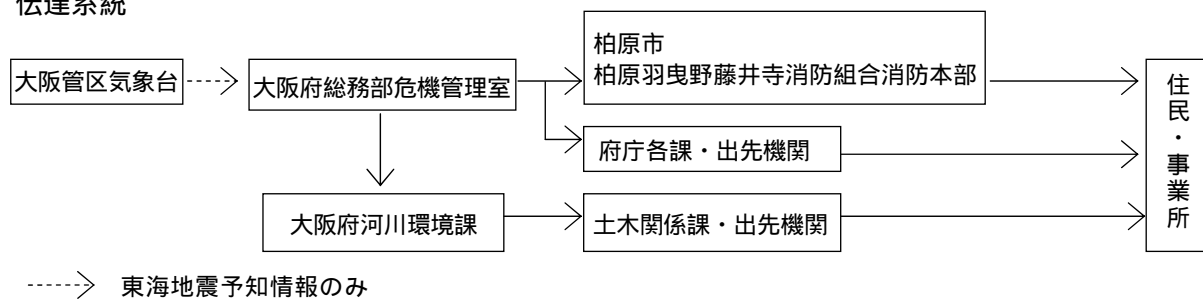 伝達系統
大阪管区気象台
大阪府総務部危機管理室
柏原市
柏原羽曳野藤井寺消防組合消防本部
府庁各課・出先機関
大阪府河川環境課
土木関係課・出先機関
住民・事業所
東海地震予知情報のみ